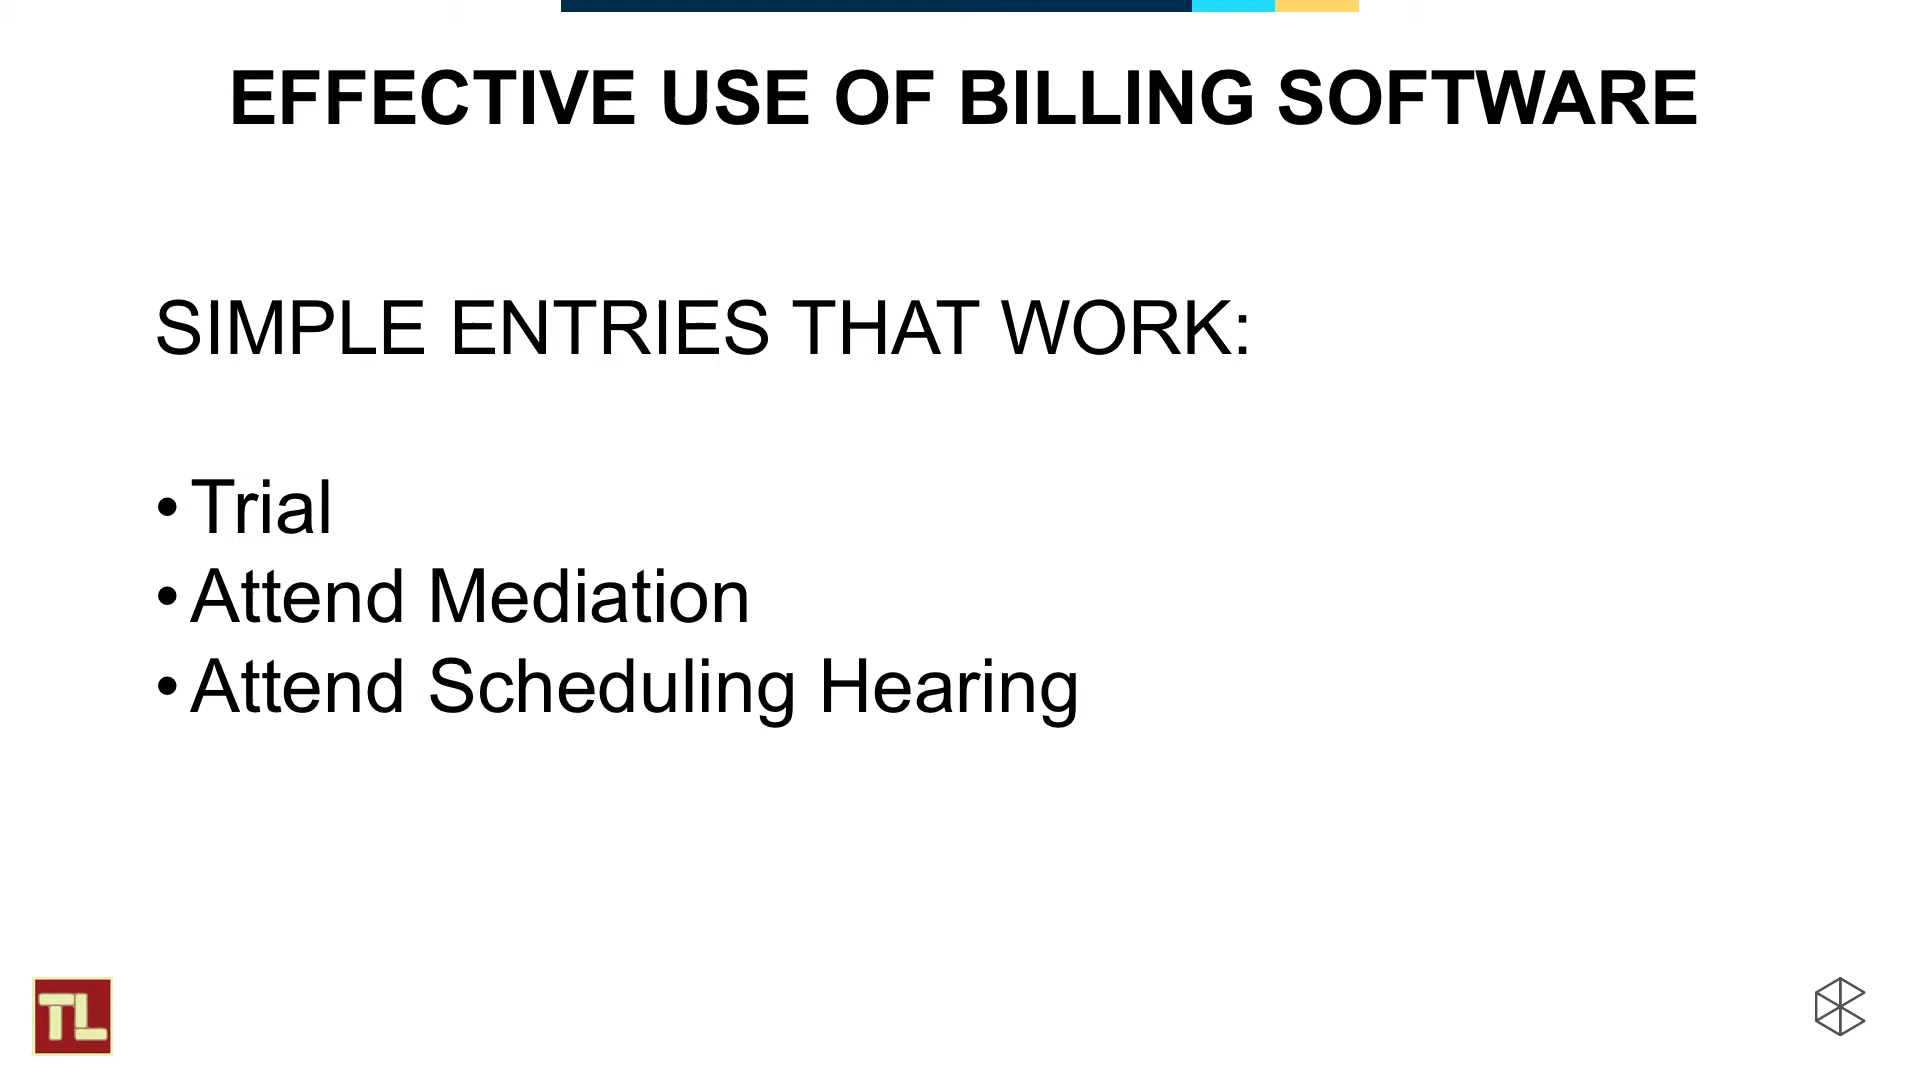 EFFECTIVE USE OF BILLING SOFTWARE
SIMPLE ENTRIES THAT WORK:
• Trial
• Attend Mediation
• Attend Scheduling Hearing
TL